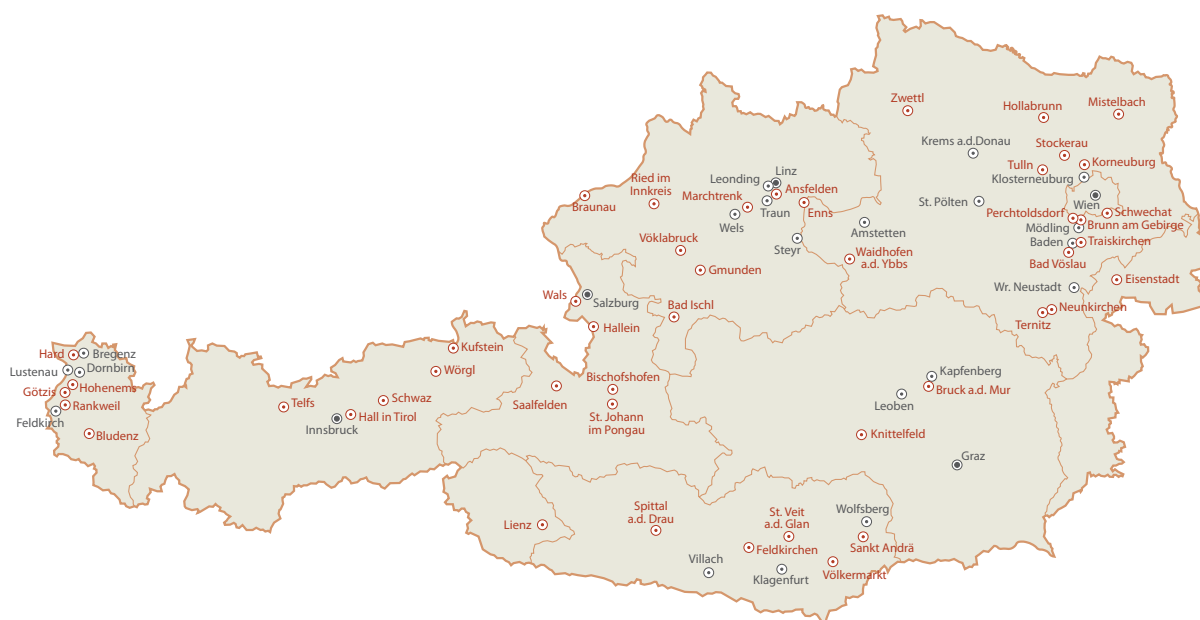 Zwettl
Hollabrunn
Mistelbach
Krems a.d.Donau
Stockerau
Tulln
Korneuburg
Klosterneuburg
Linz
Leonding
Ried im
Innkreis
Marchtrenk
Ansfelden
Braunau
Traun
Enns
Wels
St. Pölten
Wien
Perchtoldsdorf
Schwechat
Mödling
Brunn am Gebirge
Amstetten
Steyr
Vöklabruck
Baden
Traiskirchen
Waidhofen
a.d. Ybbs
Bad Vöslau
Gmunden
Eisenstadt
Wr. Neustadt
Wals
Salzburg
Bad Ischl
Neunkirchen
Ternitz
Hallein
Kufstein
Hard
Bregenz
Lustenau
Dornbirn
Wörgl
Kapfenberg
Bischofshofen
Hohenems
Götzis
Bruck a.d. Mur
Rankweil
Telfs
Schwaz
Saalfelden
Leoben
Feldkirch
Hall in Tirol
St. Johann
im Pongau
Innsbruck
Bludenz
Knittelfeld
Graz
Spittal
a.d. Drau
St. Veit
a.d. Glan
Wolfsberg
Lienz
Feldkirchen
Sankt Andrä
Villach
Klagenfurt
Völkermarkt